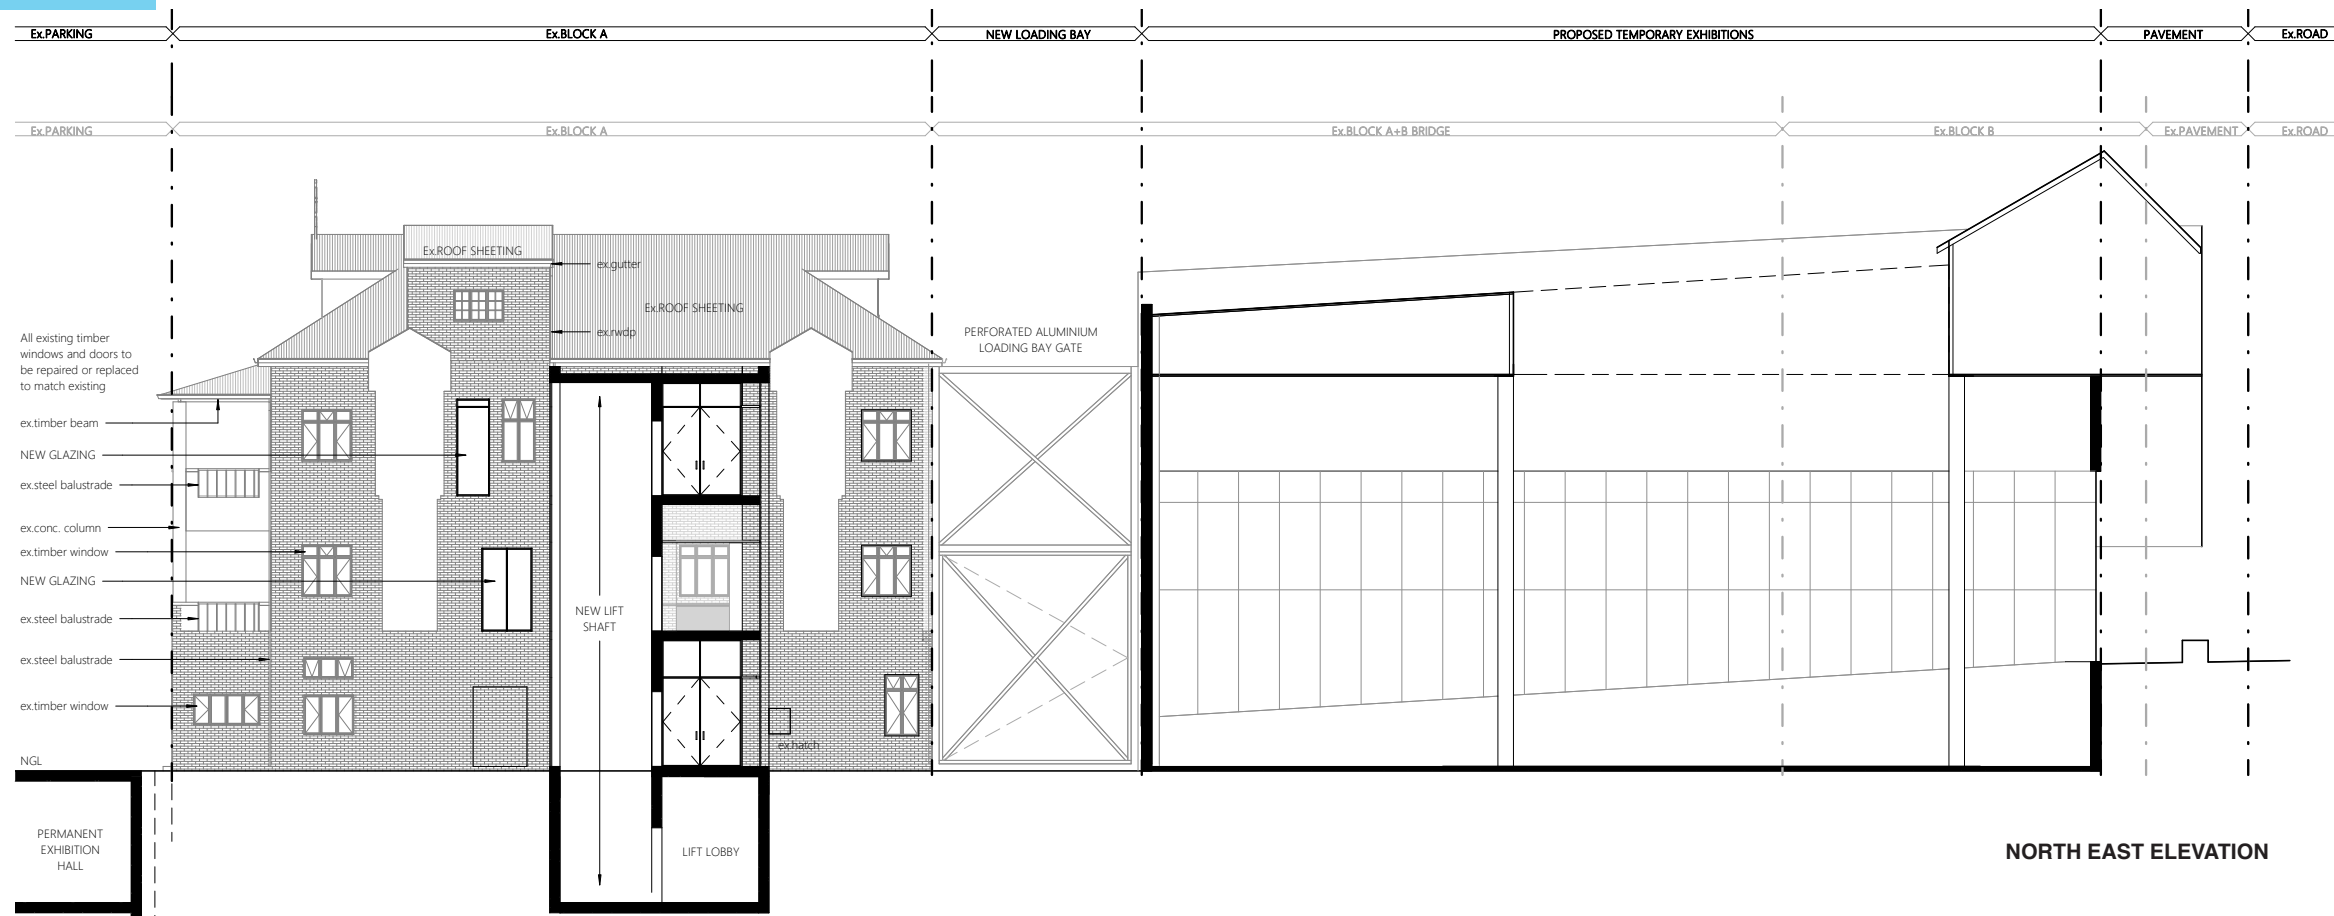 Ex.PARKING
Ex.BLOCK A
NEW LOADING BAY
PROPOSED TEMPORARY EXHIBITIONS
PAVEMENT
Ex.ROAD
Ex.PARKING
Ex.BLOCK A
Ex.BLOCK A+B BRIDGE
Ex.BLOCK B
Ex.PAVEMENT
Ex.ROAD
Ex.ROOF SHEETING
ex.gutter
Ex.ROOF SHEETING
ex.rwdp
PERFORATED ALUMINIUM
LOADING BAY GATE
All existing timber
windows and doors to
be repaired or replaced
to match existing
ex.timber beam
NEW GLAZING
ex.steel balustrade
ex.conc. column
ex.timber window
NEW GLAZING
ex.steel balustrade
ex.steel balustrade
ex.timber window
NGL
NEW LIFT
SHAFT
ex.hatch
PERMANENT
EXHIBITION
HALL
LIFT LOBBY
NORTH EAST ELEVATION